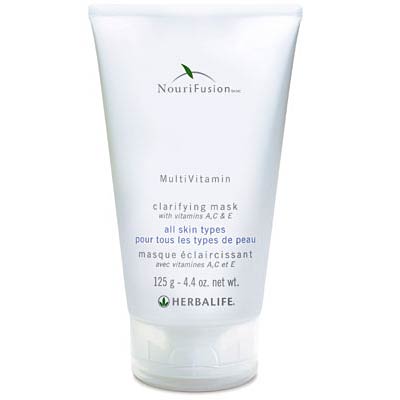 NouriFusion
MultiVitamin
clarifying mask
with vitamins A,C & E
all skin types
pour tous les types de peau
masque éclaircissant
avec vitamines A,C et E
125 g - 4.4 oz. net wt.
HERBALIFE.